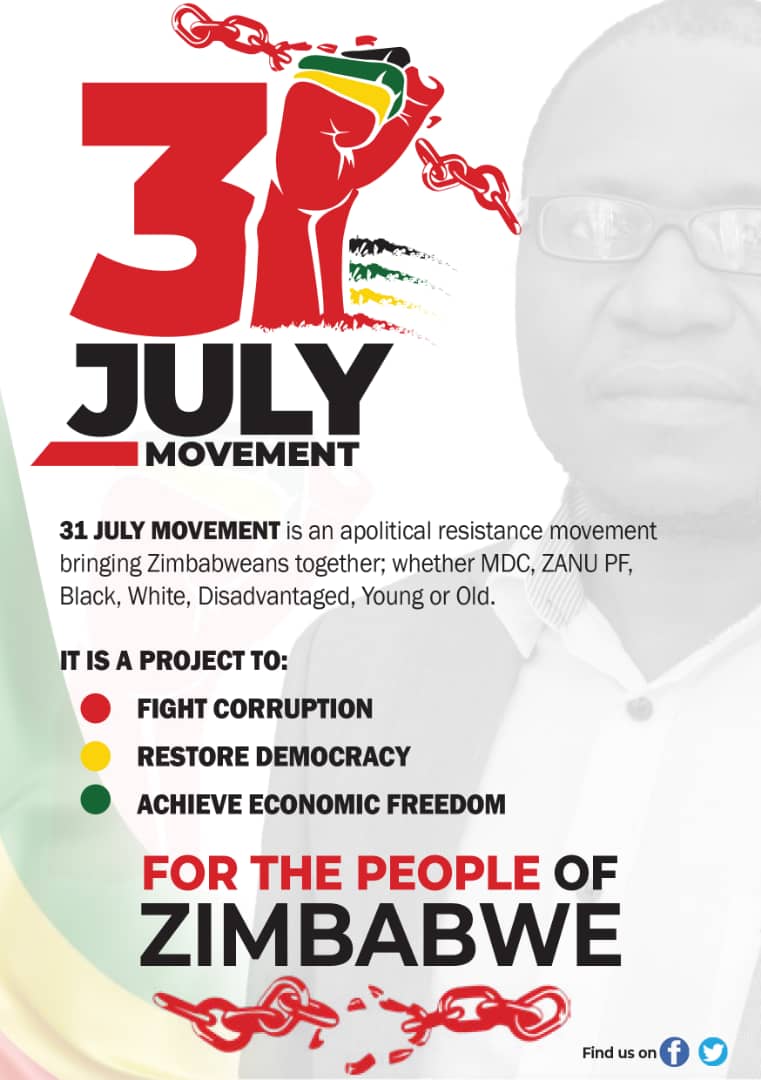 31
JULY
MOVEMENT
31 JULY MOVEMENT is an apolitical resistance movement
bringing Zimbabweans together; whether MDC, ZANU PF,
Black, White, Disadvantaged, Young or Old.
IT IS A PROJECT TO:
FIGHT CORRUPTION
RESTORE DEMOCRACY
ACHIEVE ECONOMIC FREEDOM
FOR THE PEOPLE OF
ZIMBABWE
Find us on